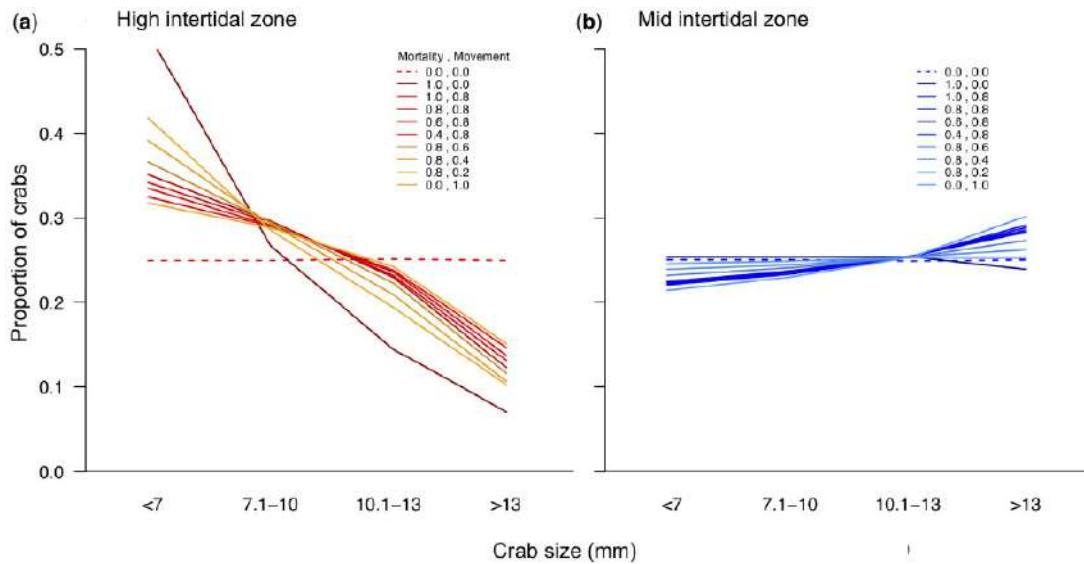 (a) High intertidal zone
Mortality , Movement
0.0 , 0.0
1.0 , 0.0
1.0 , 0.8
0.8 , 0.8
0.6 , 0.8
0.4 , 0.8
0.8 , 0.6
0.8 , 0.4
0.8 , 0.2
0.0 , 1.0
0.5
0.4
0.3
0.2
0.1
0.0
Proportion of crabs
<7 7.1–10 10.1–13 >13
(b) Mid intertidal zone
0.0 , 0.0
1.0 , 0.0
1.0 , 0.8
0.8 , 0.8
0.6 , 0.8
0.4 , 0.8
0.8 , 0.6
0.8 , 0.4
0.8 , 0.2
0.0 , 1.0
<7 7.1–10 10.1–13 >13
Crab size (mm)
)